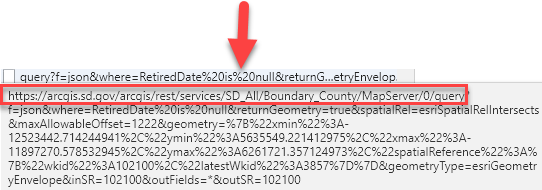 query?f=json&where=RetiredDate%20is%20null&returnG...etryEnvelop.
https://arcgis.sd.gov/arcgis/rest/services/SD_All/Boundary_County/MapServer/0/query?
f=json&where=RetiredDate%20is%20null&returnGeometry=true&spatialRel=esriSpatialRelIntersects
&maxAllowableOffset=1222&geometry=%7B%22xmin%22%3A-
12523442.714244941%2C%22ymin%22%3A5635549.221412975%2C%22xmax%22%3A-
11897270.578532945%2C%22ymax%22%3A6261721.357124973%2C%22spatialReference%22%3A%
7B%22wkid%22%3A102100%2C%22latestWkid%22%3A3857%7D%7D&geometryType=esriGeome
tryEnvelope&inSR=102100&outFields=*&outSR=102100